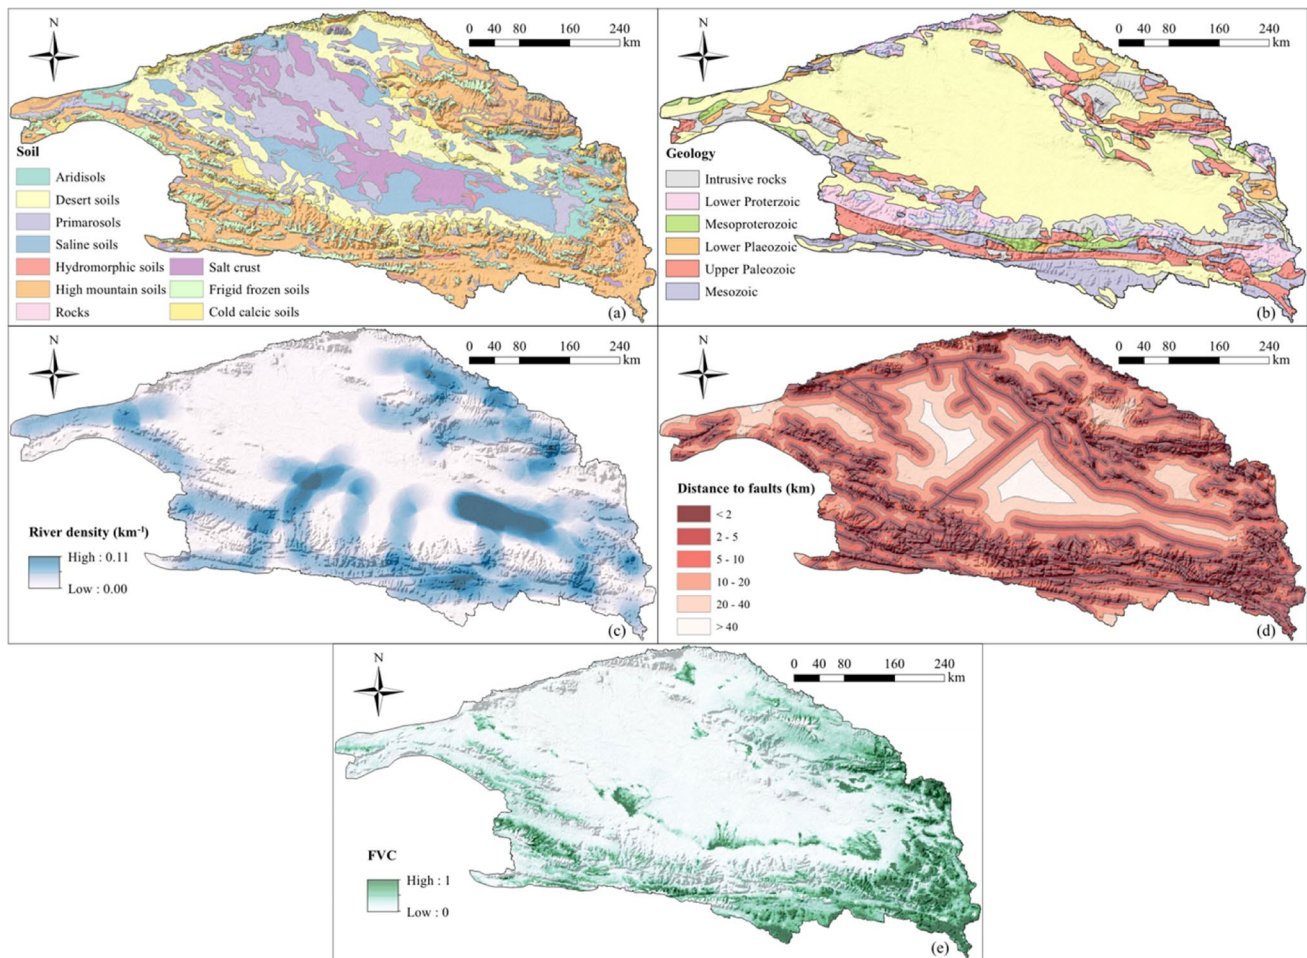 N
0 40 80 160 240
km
Soil
Aridisols
Desert soils
Primarosols
Saline soils
Hydromorphic soils
Salt crust
High mountain soils
Frigid frozen soils
Rocks
Cold calcic soils
(a)
N
0 40 80 160 240
km
Geology
Intrusive rocks
Lower Proterzoic
Mesoproterozoic
Lower Plaeozoic
Upper Paleozoic
Mesozoic
(b)
N
0 40 80 160 240
km
River density (km⁻¹)
High : 0.11
Low : 0.00
(c)
N
0 40 80 160 240
km
Distance to faults (km)
< 2
2 - 5
5 - 10
10 - 20
20 - 40
> 40
(d)
N
0 40 80 160 240
km
FVC
High : 1
Low : 0
(e)